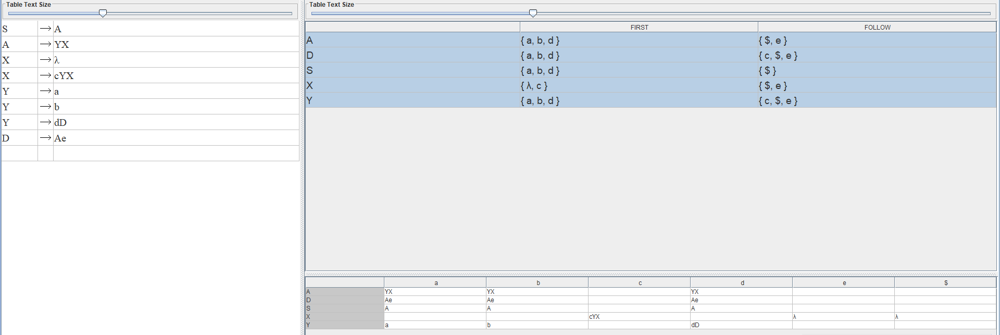 Table Text Size
S → A
A → YX
X → λ
X → cYX
Y → a
Y → b
Y → dD
D → Ae
Table Text Size
FIRST FOLLOW
A { a, b, d } { $, e }
D { a, b, d } { c, $, e }
S { a, b, d } { $ }
X { λ, c } { $, e }
Y { a, b, d } { c, $, e }
a b c d e $
A YX YX YX
D Ae Ae Ae
S A A A
X cYX λ λ
Y a b dD